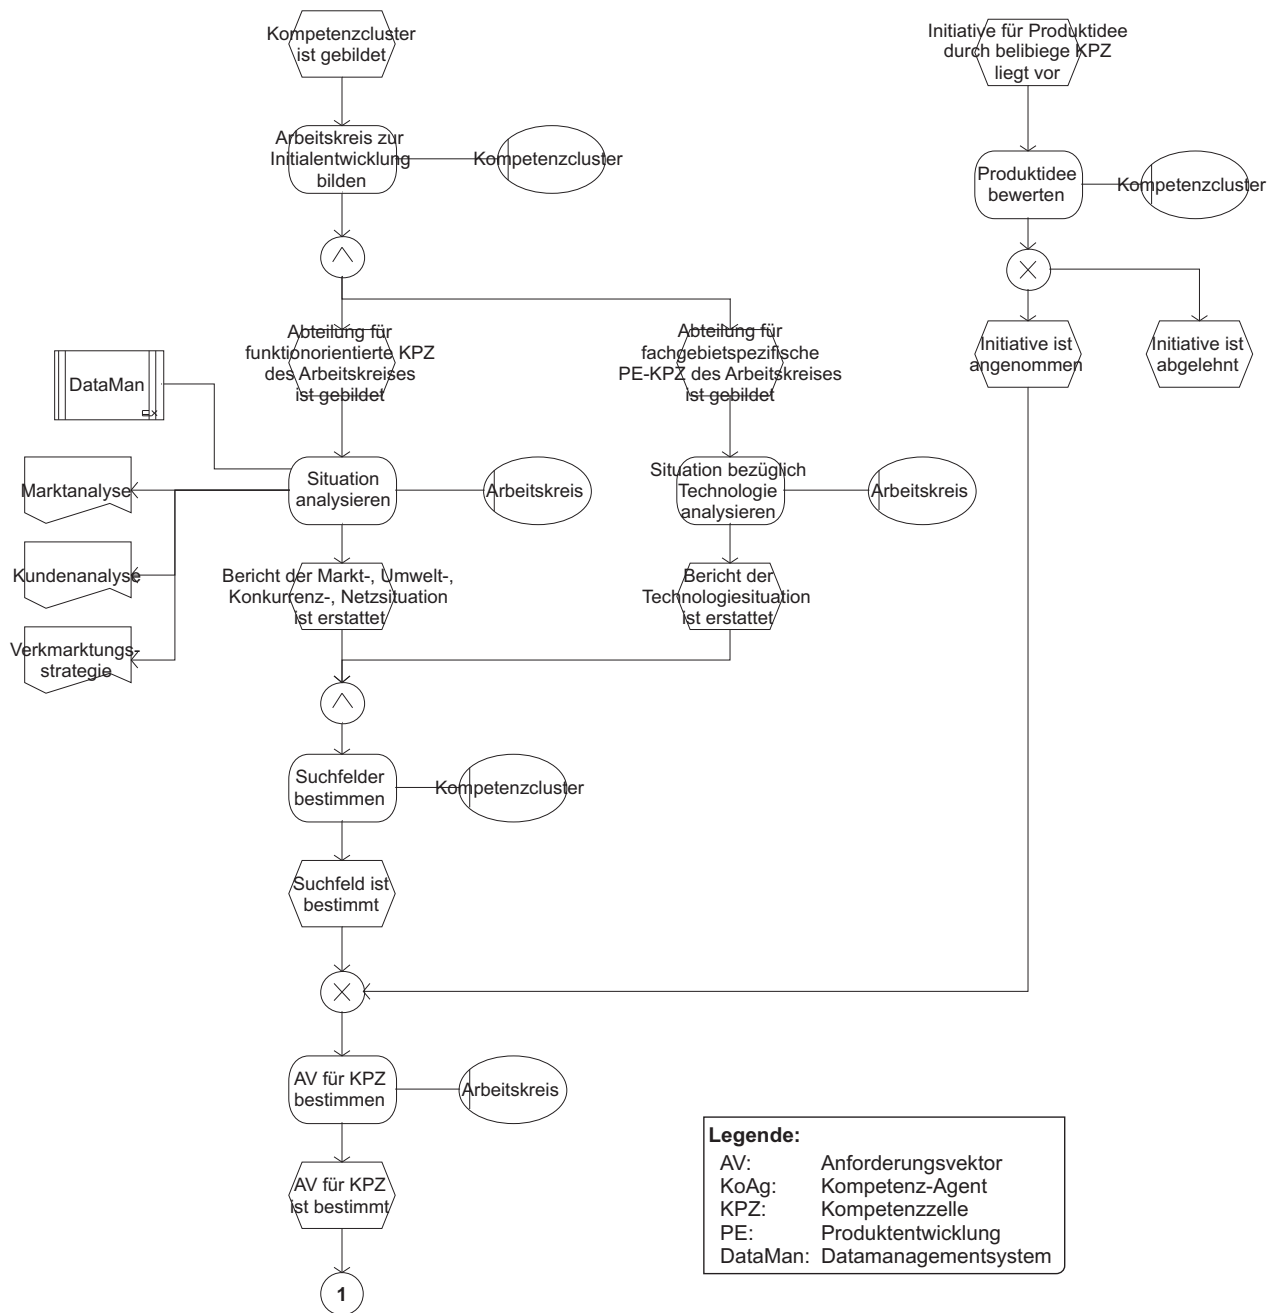 Kompetenzcluster
ist gebildet
Initiative für Produktidee
durch belibiege KPZ
liegt vor
Arbeitskreis zur
Initialentwicklung
bilden
Kompetenzcluster
Produktidee
bewerten
Kompetenzcluster
Abteilung für
funktionorientierte KPZ
des Arbeitskreises
ist gebildet
Abteilung für
fachgebietspezifische
PE-KPZ des Arbeitskreises
ist gebildet
Initiative ist
angenommen
Initiative ist
abgelehnt
DataMan
Marktanalyse
Situation
analysieren
Arbeitskreis
Situation bezüglich
Technologie
analysieren
Arbeitskreis
Kundenanalyse
Bericht der Markt-, Umwelt-,
Konkurrenz-, Netzsituation
ist erstattet
Bericht der
Technologiesituation
ist erstattet
Verkmarktungs-
strategie
Suchfelder
bestimmen
Kompetenzcluster
Suchfeld ist
bestimmt
AV für KPZ
bestimmen
Arbeitskreis
AV für KPZ
ist bestimmt
1
Legende:
AV: Anforderungsvektor
KoAg: Kompetenz-Agent
KPZ: Kompetenzzelle
PE: Produktentwicklung
DataMan: Datamanagementsystem